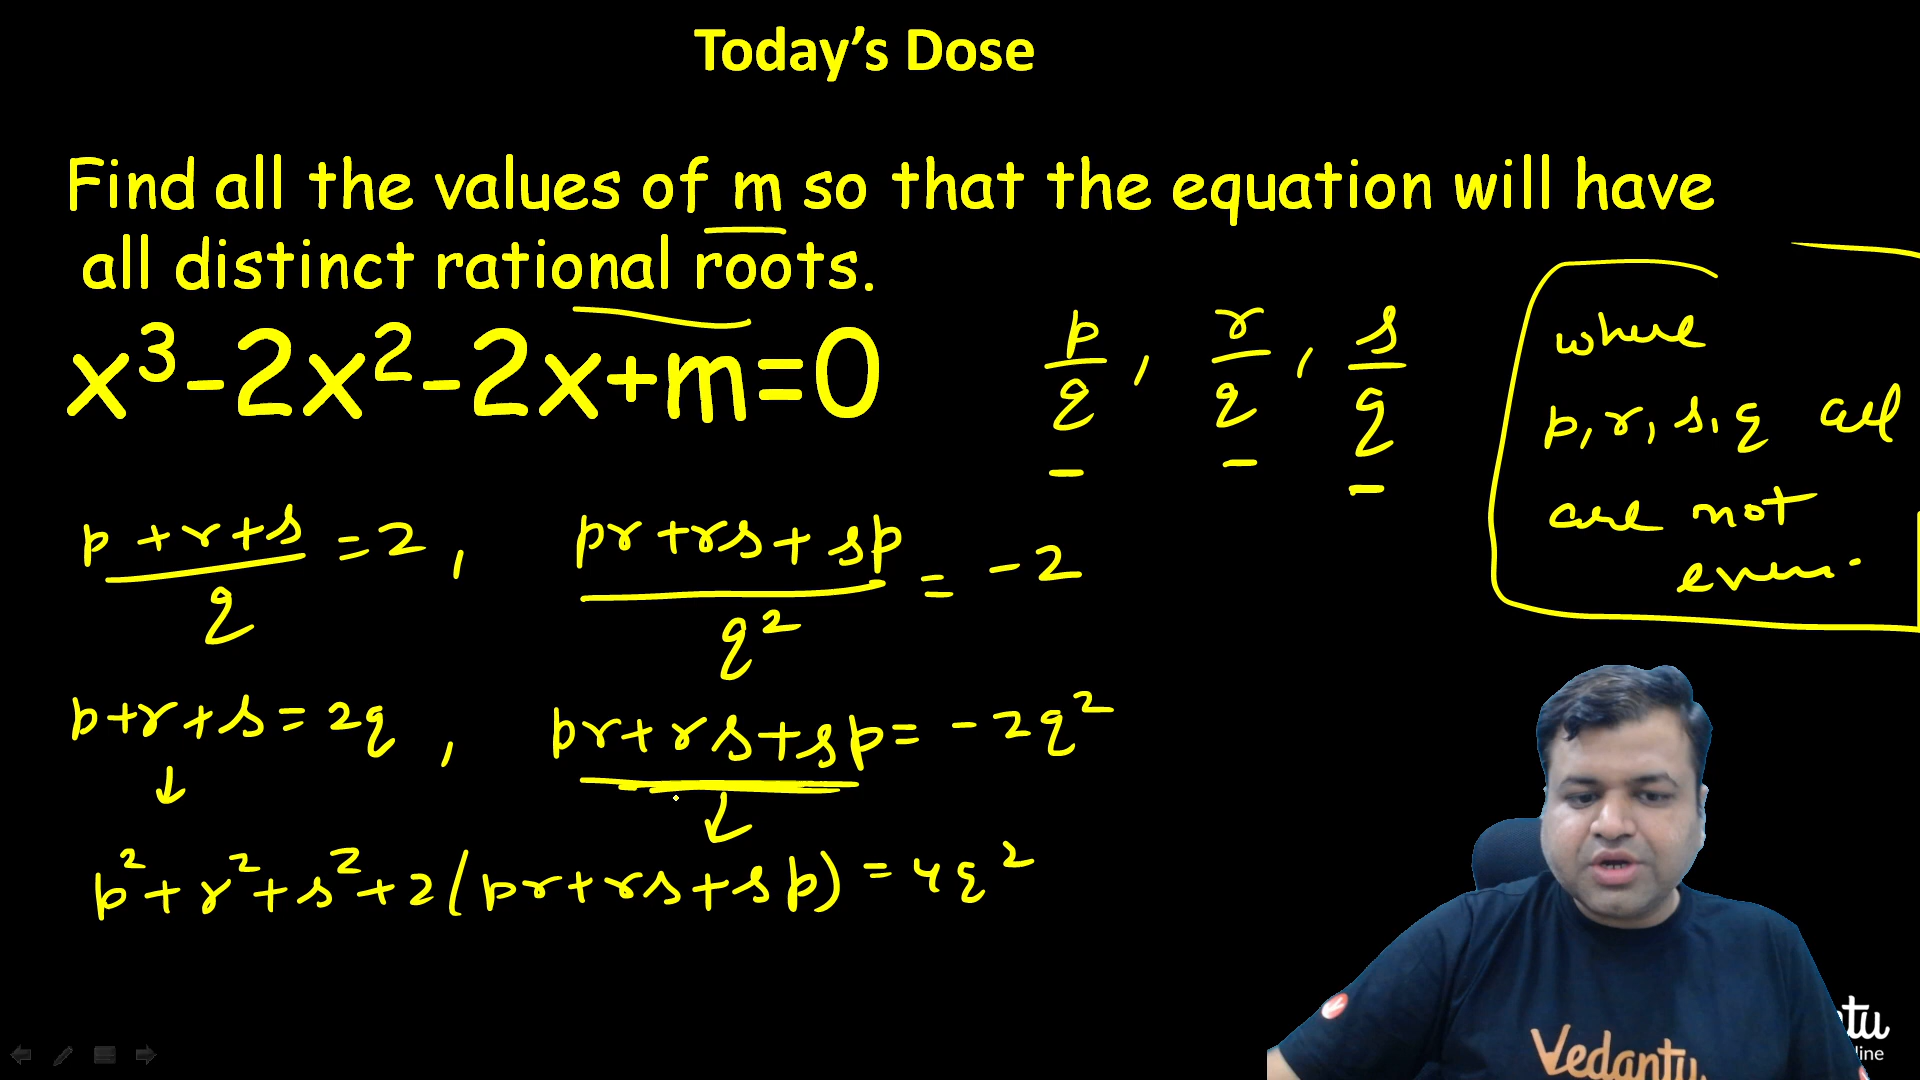 Today's Dose
Find all the values of m so that the equation will have
all distinct rational roots.
x³-2x²-2x+m=0
p/q , r/q , s/q
where
p, r, s, q all
are not
even.
(p+r+s)/q = 2 , (pr+rs+sp)/q² = -2
p+r+s = 2q , pr+rs+sp = -2q²
p²+r²+s²+2(pr+rs+sp) = 4q²
Vedantu